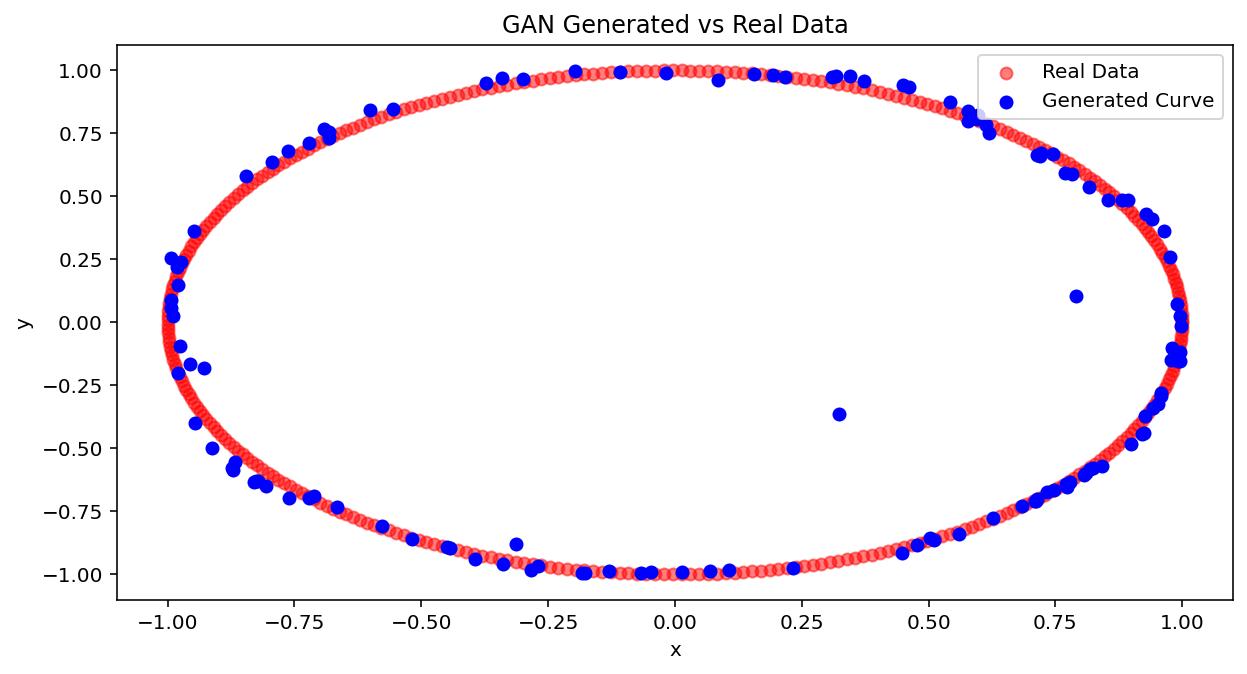 GAN Generated vs Real Data
Real Data
Generated Curve
1.00
0.75
0.50
0.25
0.00
−0.25
−0.50
−0.75
−1.00
y
−1.00 −0.75 −0.50 −0.25 0.00 0.25 0.50 0.75 1.00
x